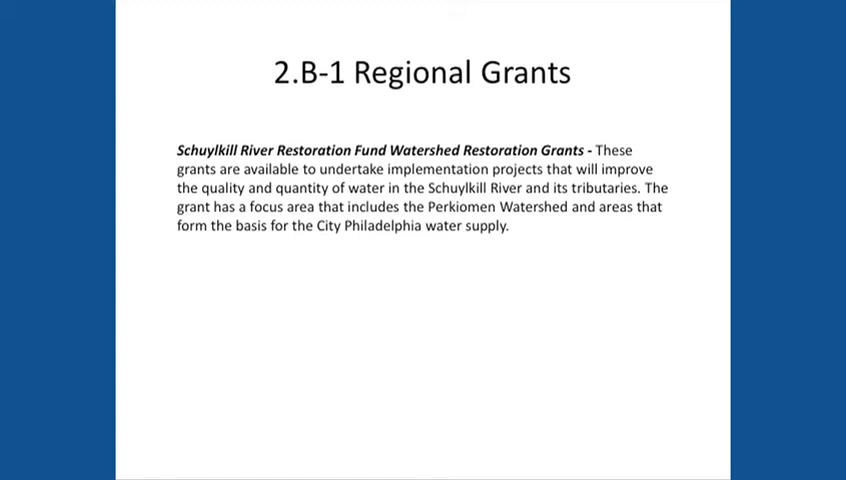 2.B-1 Regional Grants
Schuylkill River Restoration Fund Watershed Restoration Grants - These
grants are available to undertake implementation projects that will improve
the quality and quantity of water in the Schuylkill River and its tributaries. The
grant has a focus area that includes the Perkiomen Watershed and areas that
form the basis for the City Philadelphia water supply.